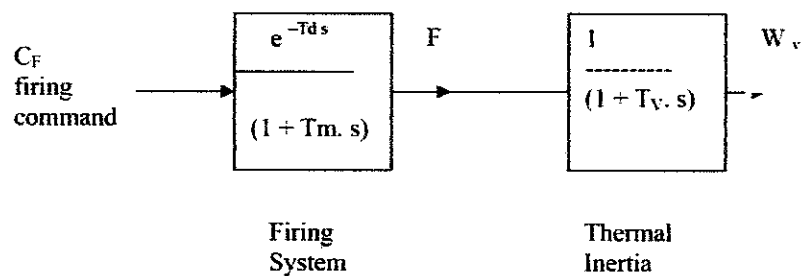 C_F
firing
command
e^{-Td s}
(1 + Tm. s)
F
1
(1 + T_V. s)
W_v
Firing
System
Thermal
Inertia